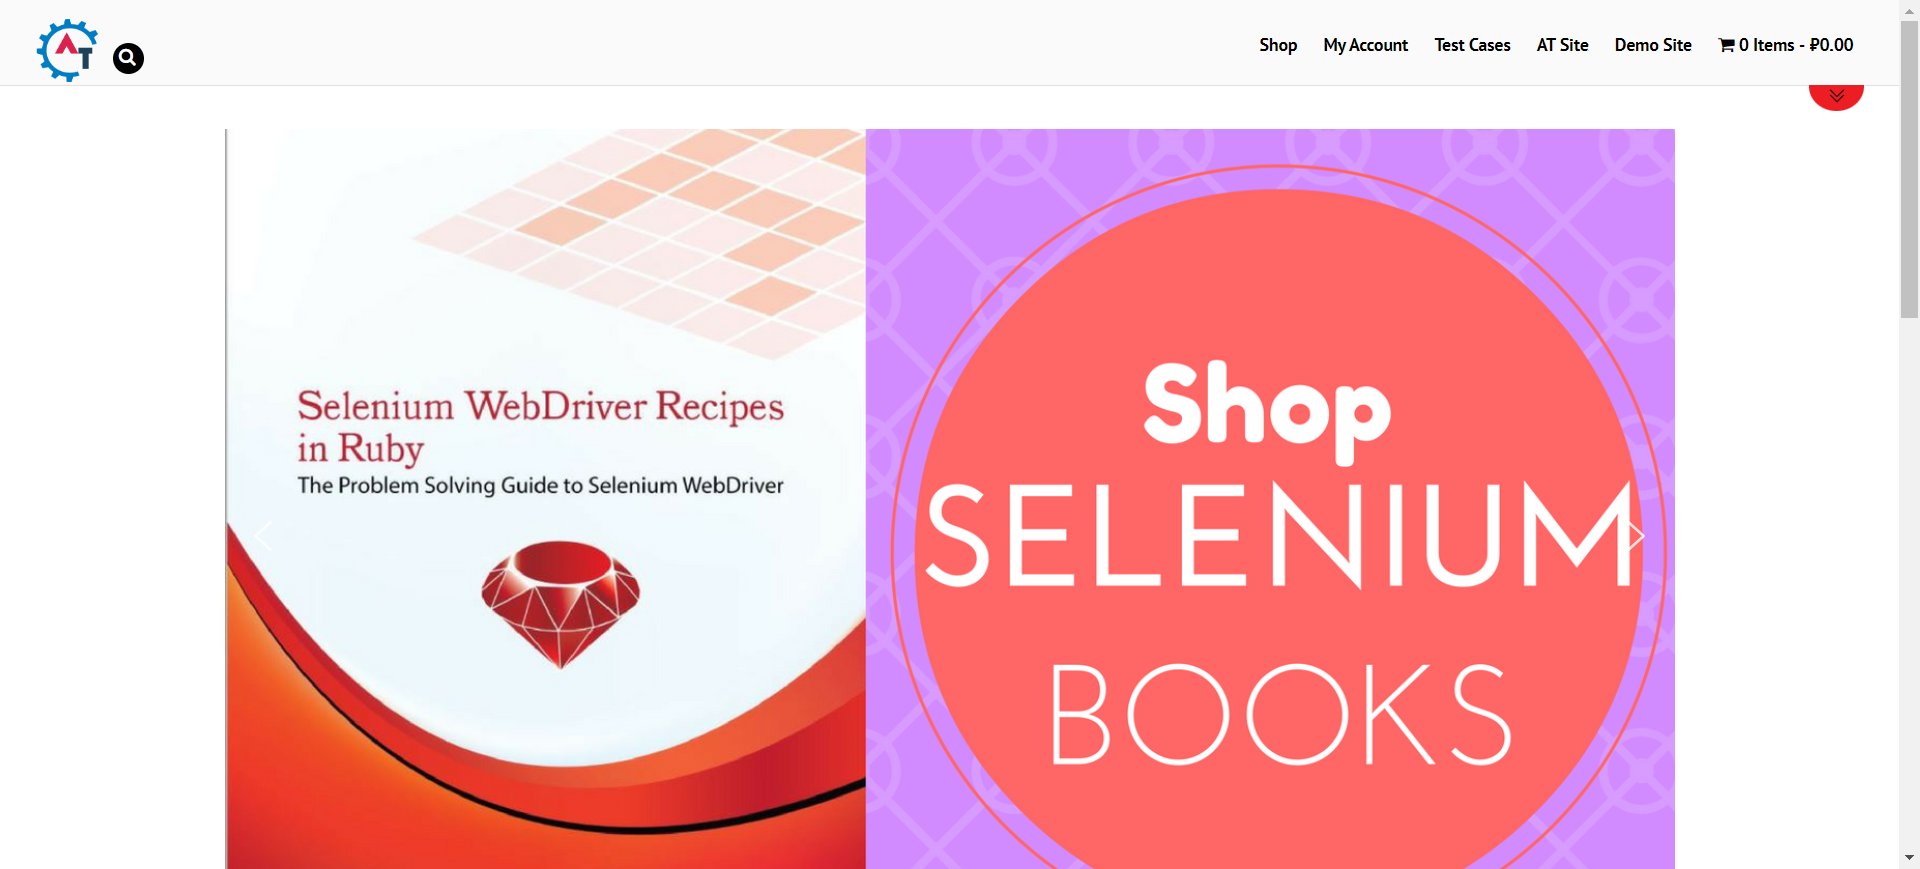 AT
Shop My Account Test Cases AT Site Demo Site 0 Items - ₽0.00
Selenium WebDriver Recipes
in Ruby
The Problem Solving Guide to Selenium WebDriver
Shop
SELENIUM
BOOKS